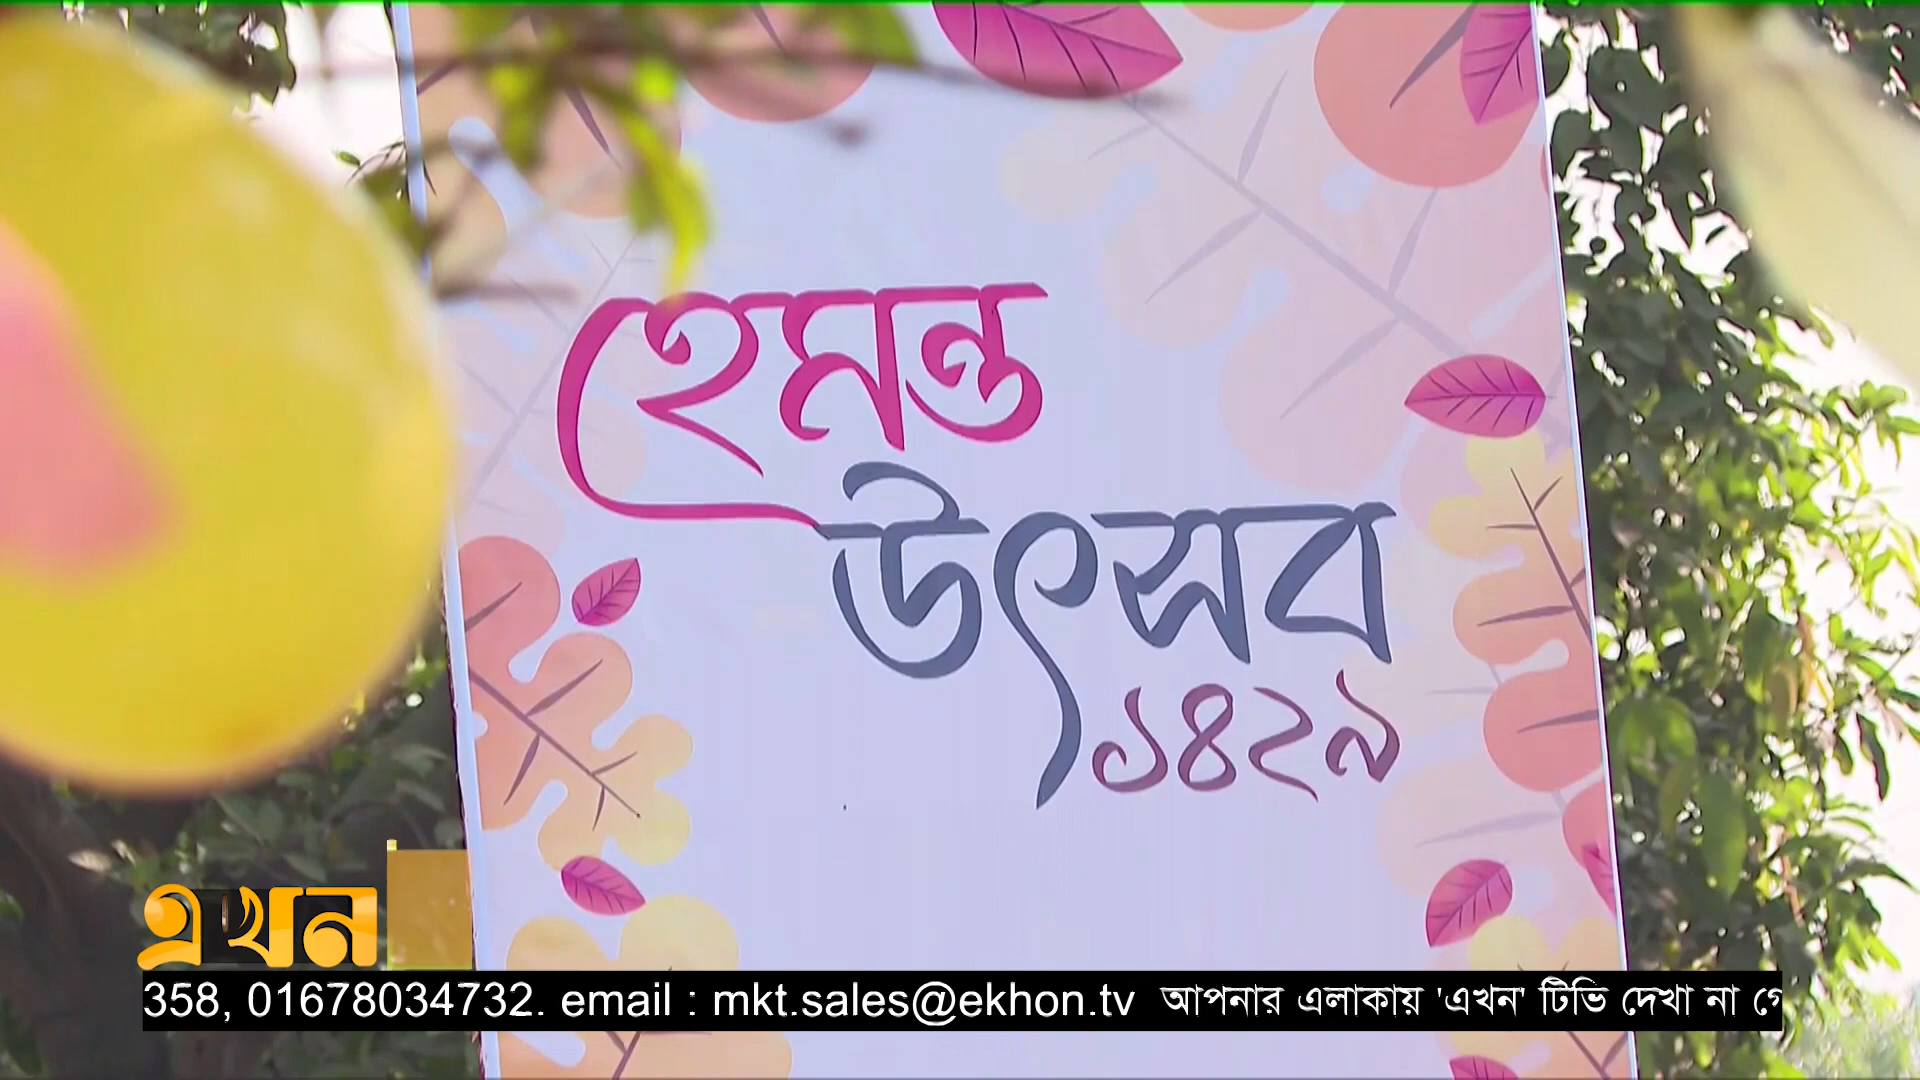 হেমন্ত
উৎসব
১৪২৯
এখন
358, 01678034732. email : mkt.sales@ekhon.tv আপনার এলাকায় 'এখন' টিভি দেখা না